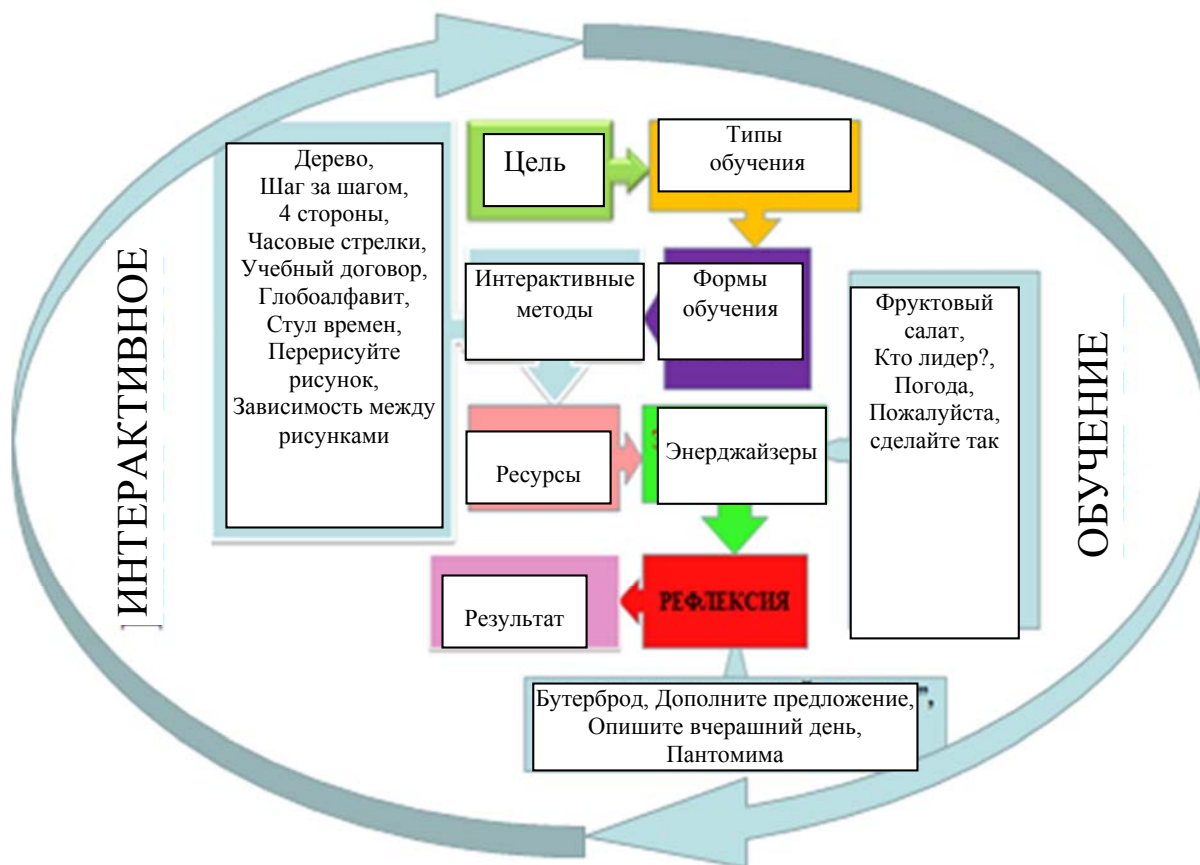 ИНТЕРАКТИВНОЕ
Дерево,
Шаг за шагом,
4 стороны,
Часовые стрелки,
Учебный договор,
Глобоалфавит,
Стул времен,
Перерисуйте
рисунок,
Зависимость между
рисунками
Цель
Типы
обучения
Интерактивные
методы
Формы
обучения
Ресурсы
Энерджайзеры
Фруктовый
салат,
Кто лидер?,
Погода,
Пожалуйста,
сделайте так
Результат
РЕФЛЕКСИЯ
Бутерброд, Дополните предложение,
Опишите вчерашний день,
Пантомима
ОБУЧЕНИЕ